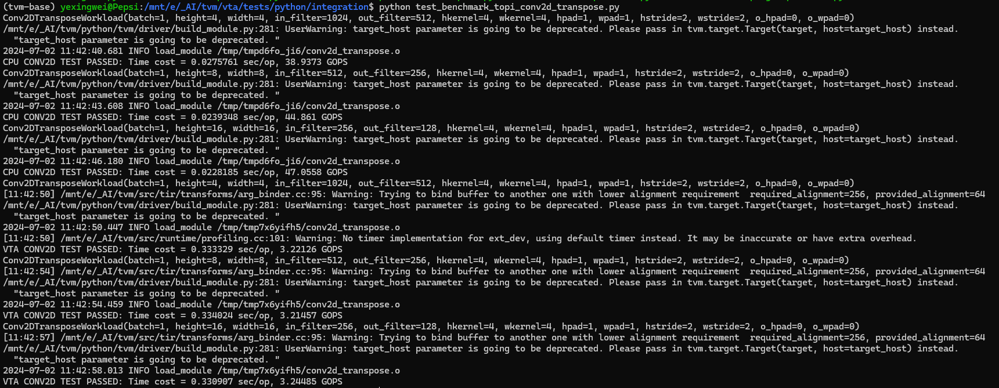 (tvm-base) yexingwei@Pepsi:/mnt/e/_AI/tvm/vta/tests/python/integration$ python test_benchmark_topi_conv2d_transpose.py
Conv2DTransposeWorkload(batch=1, height=4, width=4, in_filter=1024, out_filter=512, hkernel=4, wkernel=4, hpad=1, wpad=1, hstride=2, wstride=2, o_hpad=0, o_wpad=0)
/mnt/e/_AI/tvm/python/tvm/driver/build_module.py:281: UserWarning: target_host parameter is going to be deprecated. Please pass in tvm.target.Target(target, host=target_host) instead.
  "target_host parameter is going to be deprecated. "
2024-07-02 11:42:40.681 INFO load_module /tmp/tmpd6fo_ji6/conv2d_transpose.o
CPU CONV2D TEST PASSED: Time cost = 0.0275761 sec/op, 38.9373 GOPS
Conv2DTransposeWorkload(batch=1, height=8, width=8, in_filter=512, out_filter=256, hkernel=4, wkernel=4, hpad=1, wpad=1, hstride=2, wstride=2, o_hpad=0, o_wpad=0)
/mnt/e/_AI/tvm/python/tvm/driver/build_module.py:281: UserWarning: target_host parameter is going to be deprecated. Please pass in tvm.target.Target(target, host=target_host) instead.
  "target_host parameter is going to be deprecated. "
2024-07-02 11:42:43.608 INFO load_module /tmp/tmpd6fo_ji6/conv2d_transpose.o
CPU CONV2D TEST PASSED: Time cost = 0.0239348 sec/op, 44.861 GOPS
Conv2DTransposeWorkload(batch=1, height=16, width=16, in_filter=256, out_filter=128, hkernel=4, wkernel=4, hpad=1, wpad=1, hstride=2, wstride=2, o_hpad=0, o_wpad=0)
/mnt/e/_AI/tvm/python/tvm/driver/build_module.py:281: UserWarning: target_host parameter is going to be deprecated. Please pass in tvm.target.Target(target, host=target_host) instead.
  "target_host parameter is going to be deprecated. "
2024-07-02 11:42:46.180 INFO load_module /tmp/tmpd6fo_ji6/conv2d_transpose.o
CPU CONV2D TEST PASSED: Time cost = 0.0228185 sec/op, 47.0558 GOPS
Conv2DTransposeWorkload(batch=1, height=4, width=4, in_filter=1024, out_filter=512, hkernel=4, wkernel=4, hpad=1, wpad=1, hstride=2, wstride=2, o_hpad=0, o_wpad=0)
[11:42:50] /mnt/e/_AI/tvm/src/tir/transforms/arg_binder.cc:95: Warning: Trying to bind buffer to another one with lower alignment requirement  required_alignment=256, provided_alignment=64
/mnt/e/_AI/tvm/python/tvm/driver/build_module.py:281: UserWarning: target_host parameter is going to be deprecated. Please pass in tvm.target.Target(target, host=target_host) instead.
  "target_host parameter is going to be deprecated. "
2024-07-02 11:42:50.447 INFO load_module /tmp/tmp7x6yifh5/conv2d_transpose.o
[11:42:50] /mnt/e/_AI/tvm/src/runtime/profiling.cc:101: Warning: No timer implementation for ext_dev, using default timer instead. It may be inaccurate or have extra overhead.
VTA CONV2D TEST PASSED: Time cost = 0.333329 sec/op, 3.22126 GOPS
Conv2DTransposeWorkload(batch=1, height=8, width=8, in_filter=512, out_filter=256, hkernel=4, wkernel=4, hpad=1, wpad=1, hstride=2, wstride=2, o_hpad=0, o_wpad=0)
[11:42:54] /mnt/e/_AI/tvm/src/tir/transforms/arg_binder.cc:95: Warning: Trying to bind buffer to another one with lower alignment requirement  required_alignment=256, provided_alignment=64
/mnt/e/_AI/tvm/python/tvm/driver/build_module.py:281: UserWarning: target_host parameter is going to be deprecated. Please pass in tvm.target.Target(target, host=target_host) instead.
  "target_host parameter is going to be deprecated. "
2024-07-02 11:42:54.459 INFO load_module /tmp/tmp7x6yifh5/conv2d_transpose.o
VTA CONV2D TEST PASSED: Time cost = 0.334024 sec/op, 3.21457 GOPS
Conv2DTransposeWorkload(batch=1, height=16, width=16, in_filter=256, out_filter=128, hkernel=4, wkernel=4, hpad=1, wpad=1, hstride=2, wstride=2, o_hpad=0, o_wpad=0)
[11:42:57] /mnt/e/_AI/tvm/src/tir/transforms/arg_binder.cc:95: Warning: Trying to bind buffer to another one with lower alignment requirement  required_alignment=256, provided_alignment=64
/mnt/e/_AI/tvm/python/tvm/driver/build_module.py:281: UserWarning: target_host parameter is going to be deprecated. Please pass in tvm.target.Target(target, host=target_host) instead.
  "target_host parameter is going to be deprecated. "
2024-07-02 11:42:58.013 INFO load_module /tmp/tmp7x6yifh5/conv2d_transpose.o
VTA CONV2D TEST PASSED: Time cost = 0.330907 sec/op, 3.24485 GOPS